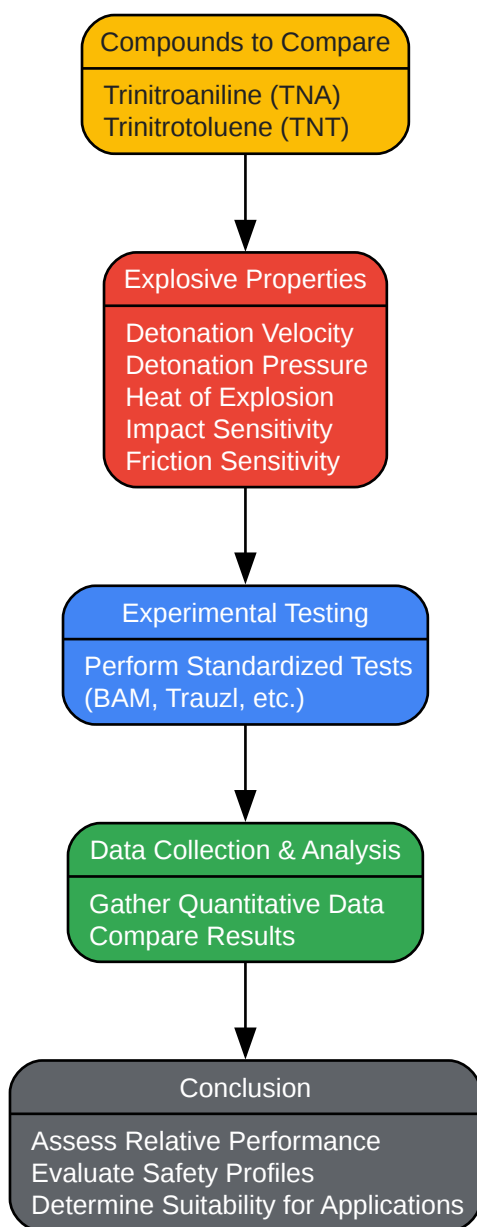 Compounds to Compare
Trinitroaniline (TNA)
Trinitrotoluene (TNT)
Explosive Properties
Detonation Velocity
Detonation Pressure
Heat of Explosion
Impact Sensitivity
Friction Sensitivity
Experimental Testing
Perform Standardized Tests
(BAM, Trauzl, etc.)
Data Collection & Analysis
Gather Quantitative Data
Compare Results
Conclusion
Assess Relative Performance
Evaluate Safety Profiles
Determine Suitability for Applications